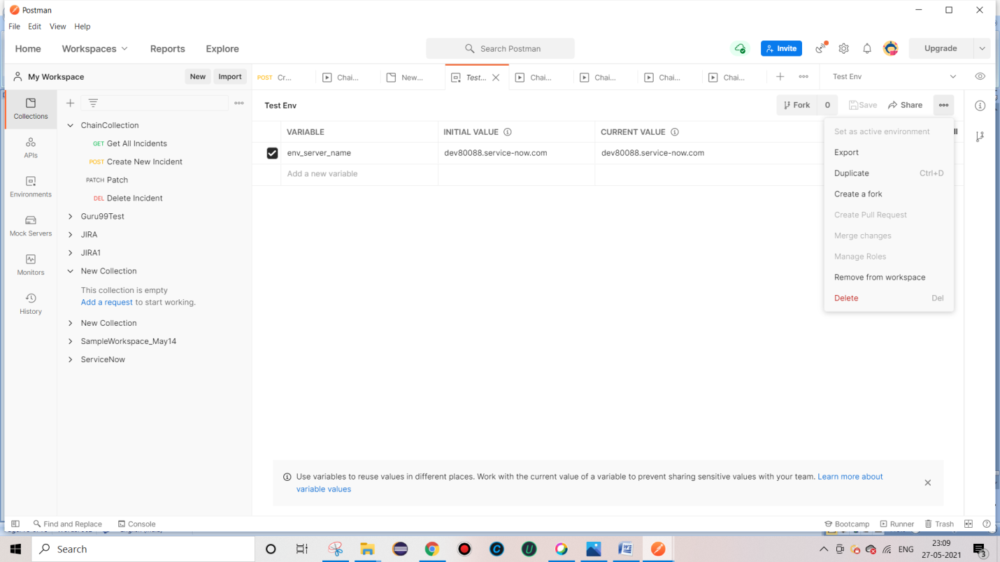 Postman
File Edit View Help
Home Workspaces Reports Explore Search Postman Invite Upgrade
My Workspace New Import POST Cr... Chai... New... Test... Chai... Chai... Chai... Chai... Test Env
Test Env Fork 0 Save Share
Collections
APIs
Environments
Mock Servers
Monitors
History
ChainCollection
GET Get All Incidents
POST Create New Incident
PATCH Patch
DEL Delete Incident
Guru99Test
JIRA
JIRA1
New Collection
This collection is empty
Add a request to start working.
New Collection
SampleWorkspace_May14
ServiceNow
VARIABLE INITIAL VALUE CURRENT VALUE
env_server_name dev80088.service-now.com dev80088.service-now.com
Add a new variable
Set as active environment
Export
Duplicate Ctrl+D
Create a fork
Create Pull Request
Merge changes
Manage Roles
Remove from workspace
Delete Del
Use variables to reuse values in different places. Work with the current value of a variable to prevent sharing sensitive values with your team. Learn more about
variable values
Find and Replace Console Bootcamp Runner Trash
Search ENG 23:09
27-05-2021 3